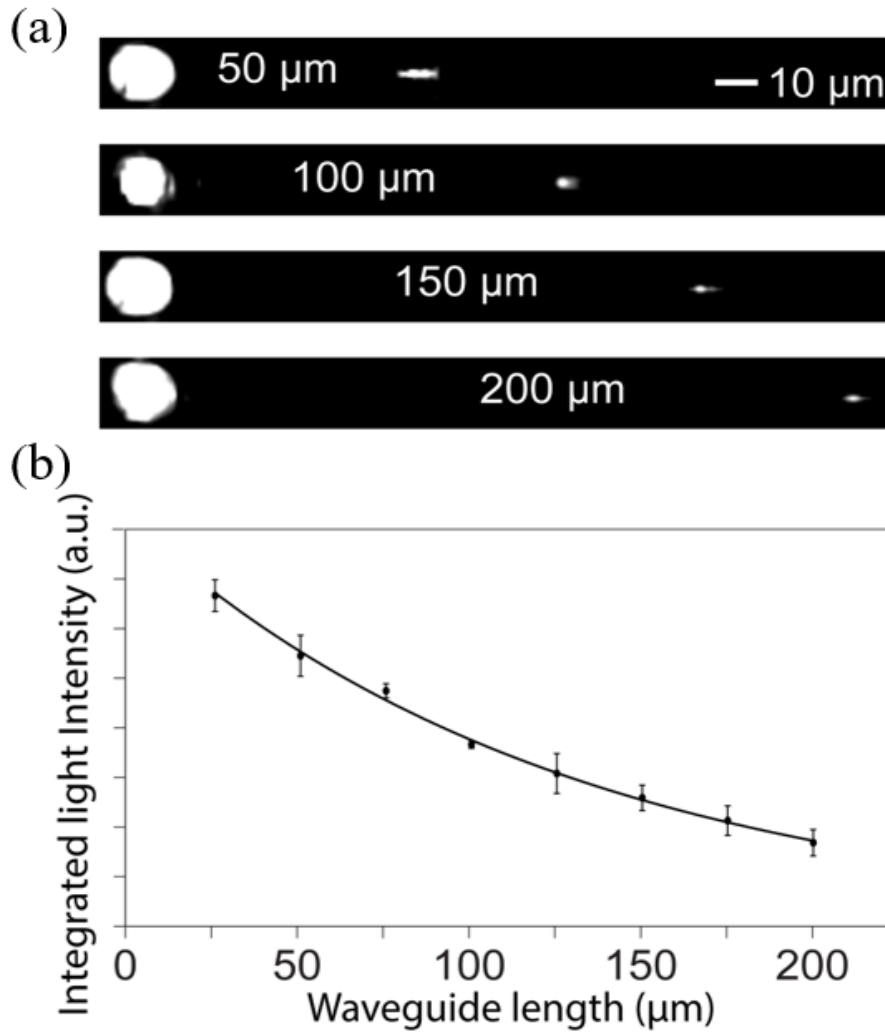 (a)
50 µm
10 µm
100 µm
150 µm
200 µm
(b)
Integrated light Intensity (a.u.)
0 50 100 150 200
Waveguide length (µm)